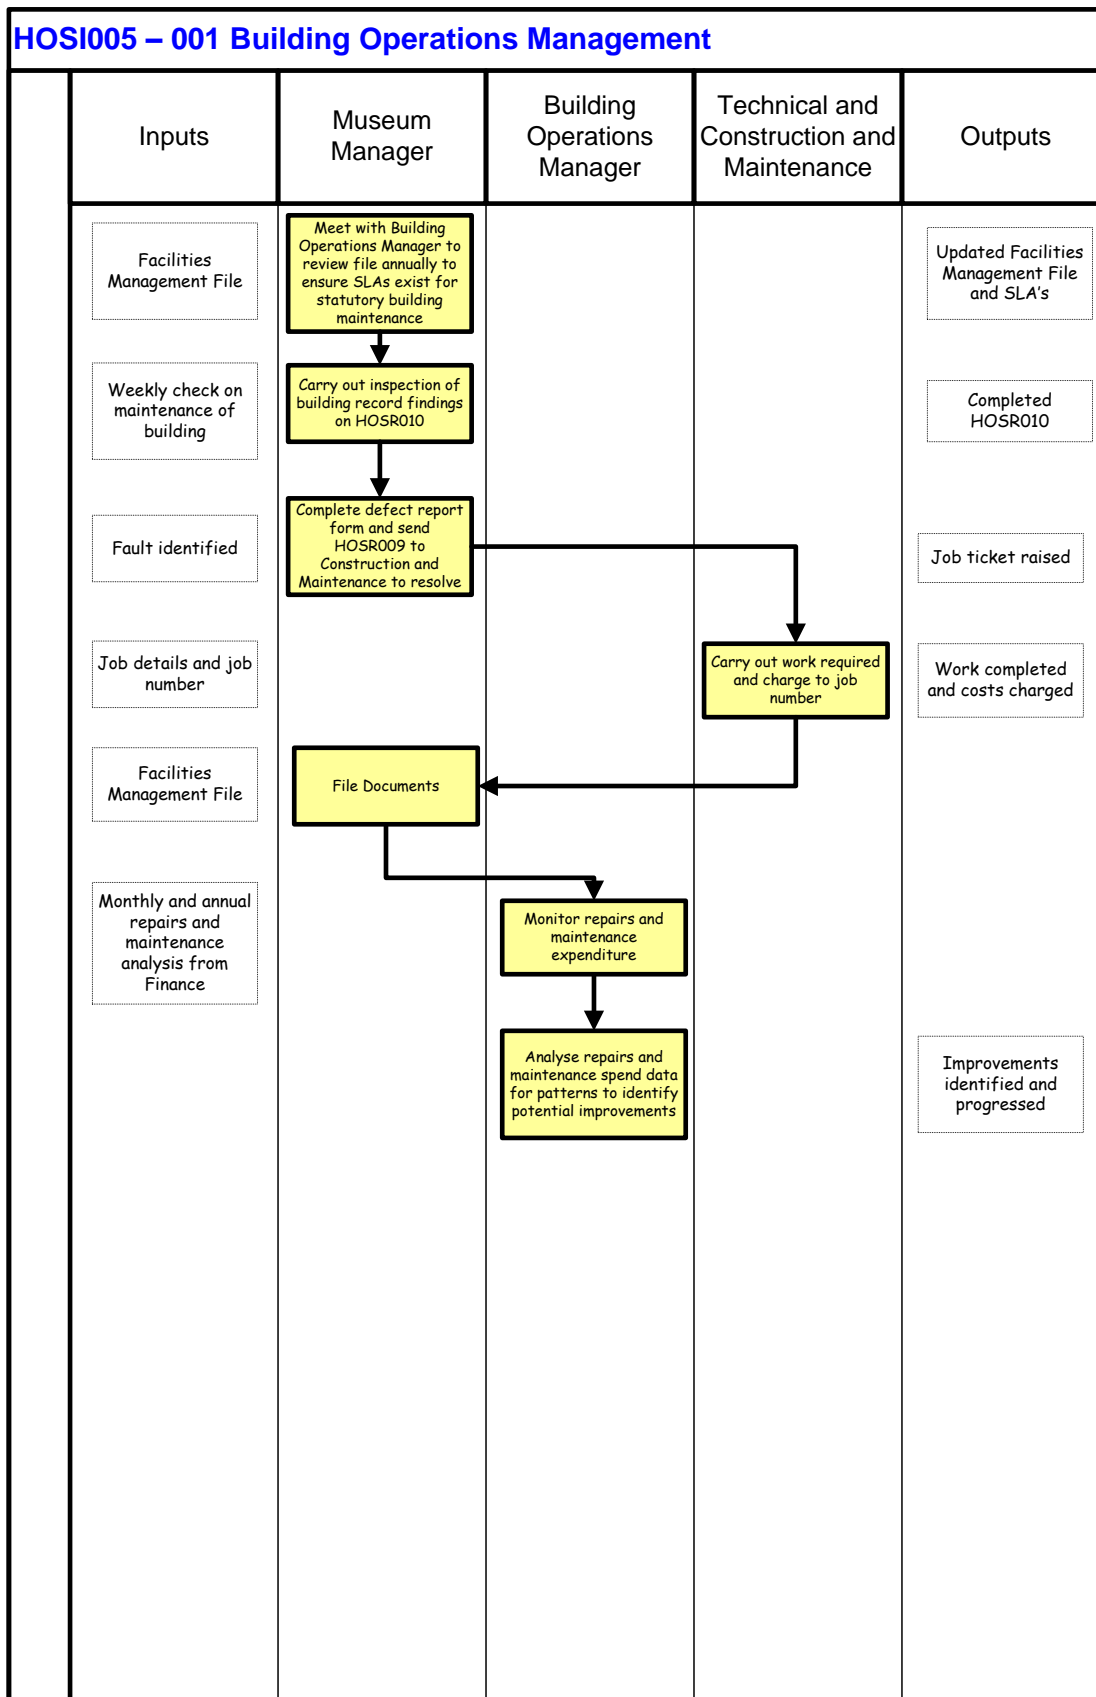 HOSI005 – 001 Building Operations Management
Inputs
Museum
Manager
Building
Operations
Manager
Technical and
Construction and
Maintenance
Outputs
Facilities
Management File
Meet with Building
Operations Manager to
review file annually to
ensure SLAs exist for
statutory building
maintenance
Updated Facilities
Management File
and SLA's
Weekly check on
maintenance of
building
Carry out inspection of
building record findings
on HOSR010
Completed
HOSR010
Fault identified
Complete defect report
form and send
HOSR009 to
Construction and
Maintenance to resolve
Job ticket raised
Job details and job
number
Carry out work required
and charge to job
number
Work completed
and costs charged
Facilities
Management File
File Documents
Monthly and annual
repairs and
maintenance
analysis from
Finance
Monitor repairs and
maintenance
expenditure
Analyse repairs and
maintenance spend data
for patterns to identify
potential improvements
Improvements
identified and
progressed